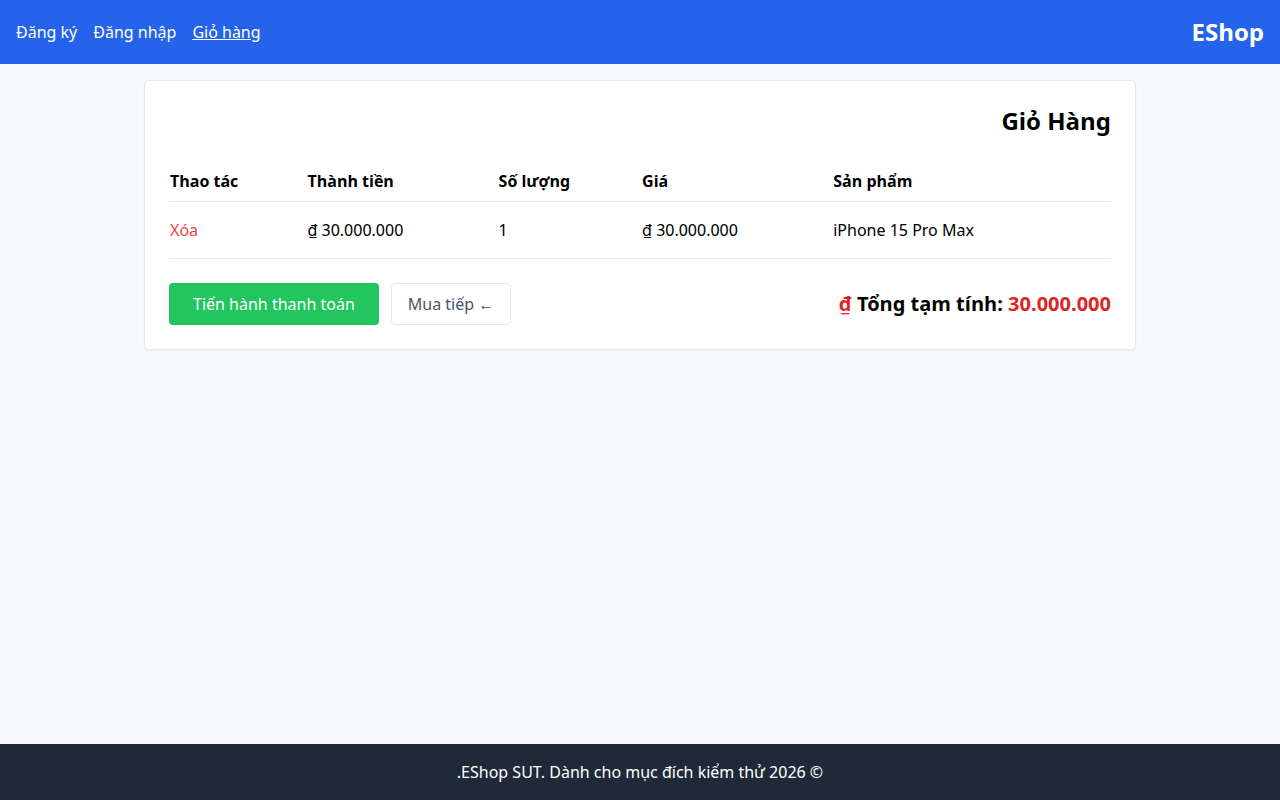 Đăng ký Đăng nhập Giỏ hàng EShop
Giỏ Hàng
Thao tác Thành tiền Số lượng Giá Sản phẩm
Xóa ₫ 30.000.000 1 ₫ 30.000.000 iPhone 15 Pro Max
Tiến hành thanh toán Mua tiếp ← ₫ Tổng tạm tính: 30.000.000
.EShop SUT. Dành cho mục đích kiểm thử 2026 ©